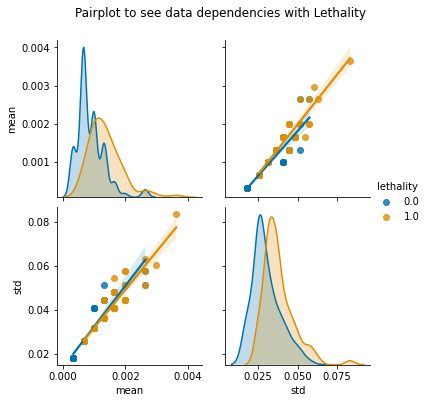 Pairplot to see data dependencies with Lethality
0.004
0.003
0.002
0.001
mean
lethality
0.0
1.0
0.08
0.06
0.04
0.02
std
0.000 0.002 0.004
mean
0.025 0.050 0.075
std